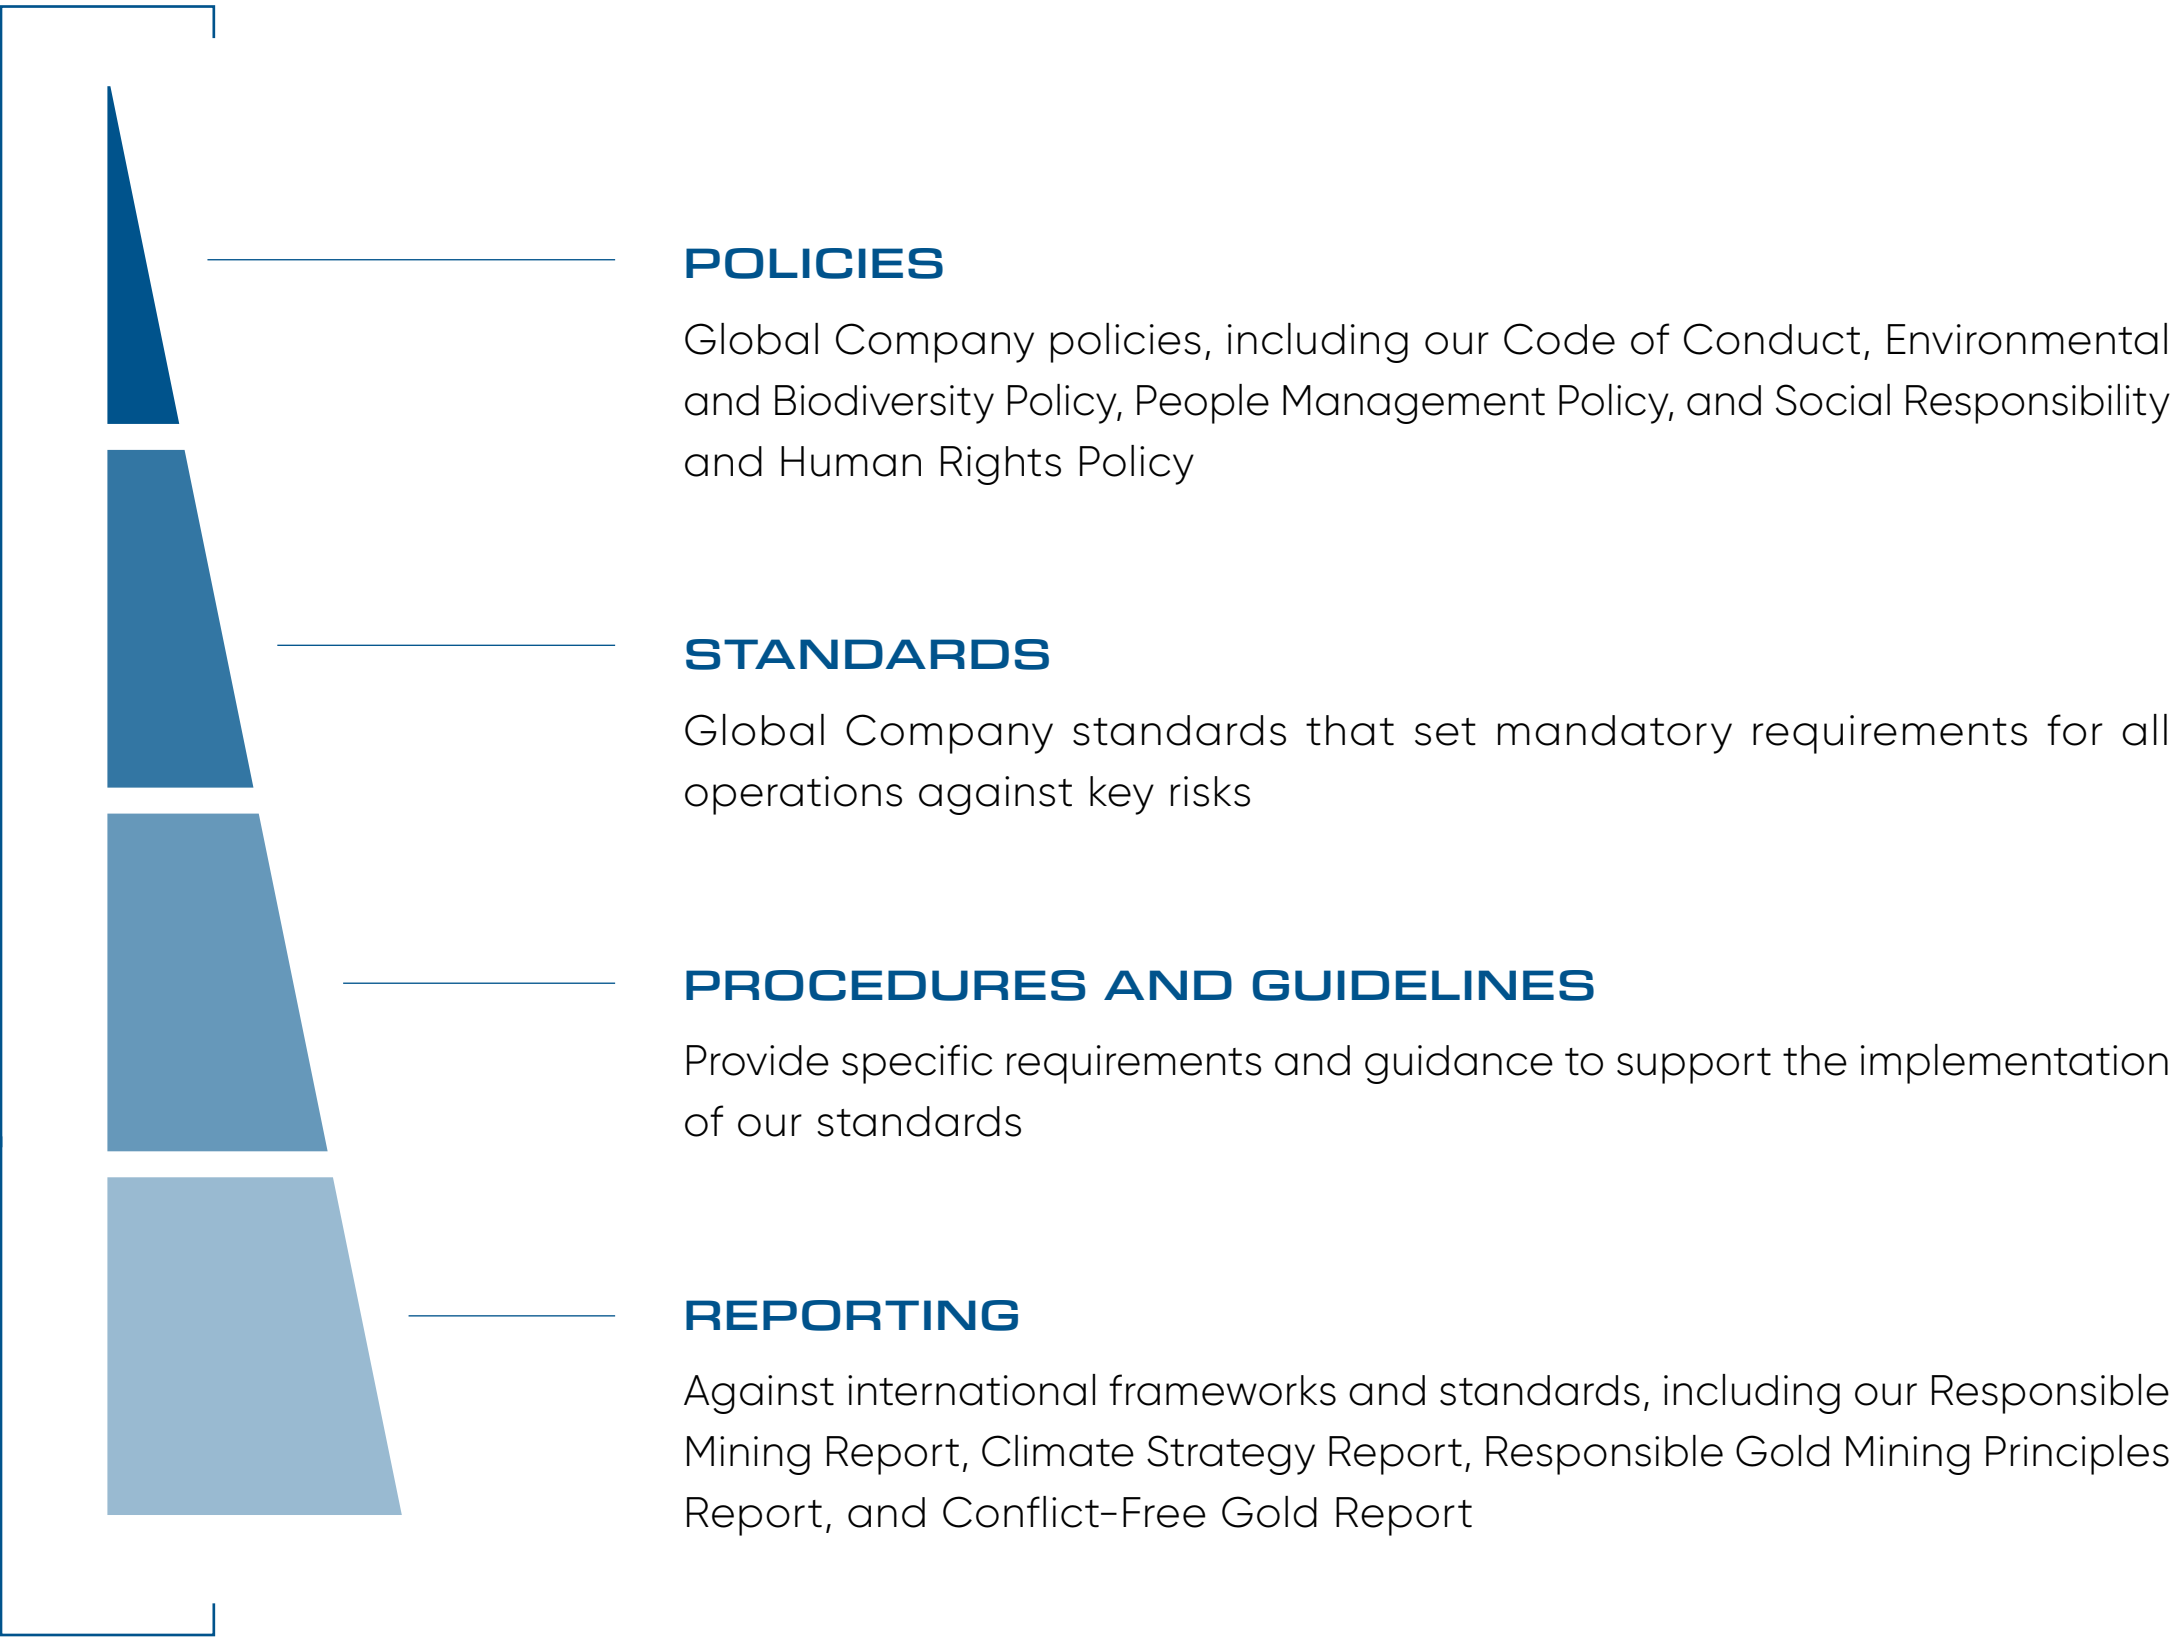 POLICIES
Global Company policies, including our Code of Conduct, Environmental
and Biodiversity Policy, People Management Policy, and Social Responsibility
and Human Rights Policy
STANDARDS
Global Company standards that set mandatory requirements for all
operations against key risks
PROCEDURES AND GUIDELINES
Provide specific requirements and guidance to support the implementation
of our standards
REPORTING
Against international frameworks and standards, including our Responsible
Mining Report, Climate Strategy Report, Responsible Gold Mining Principles
Report, and Conflict-Free Gold Report